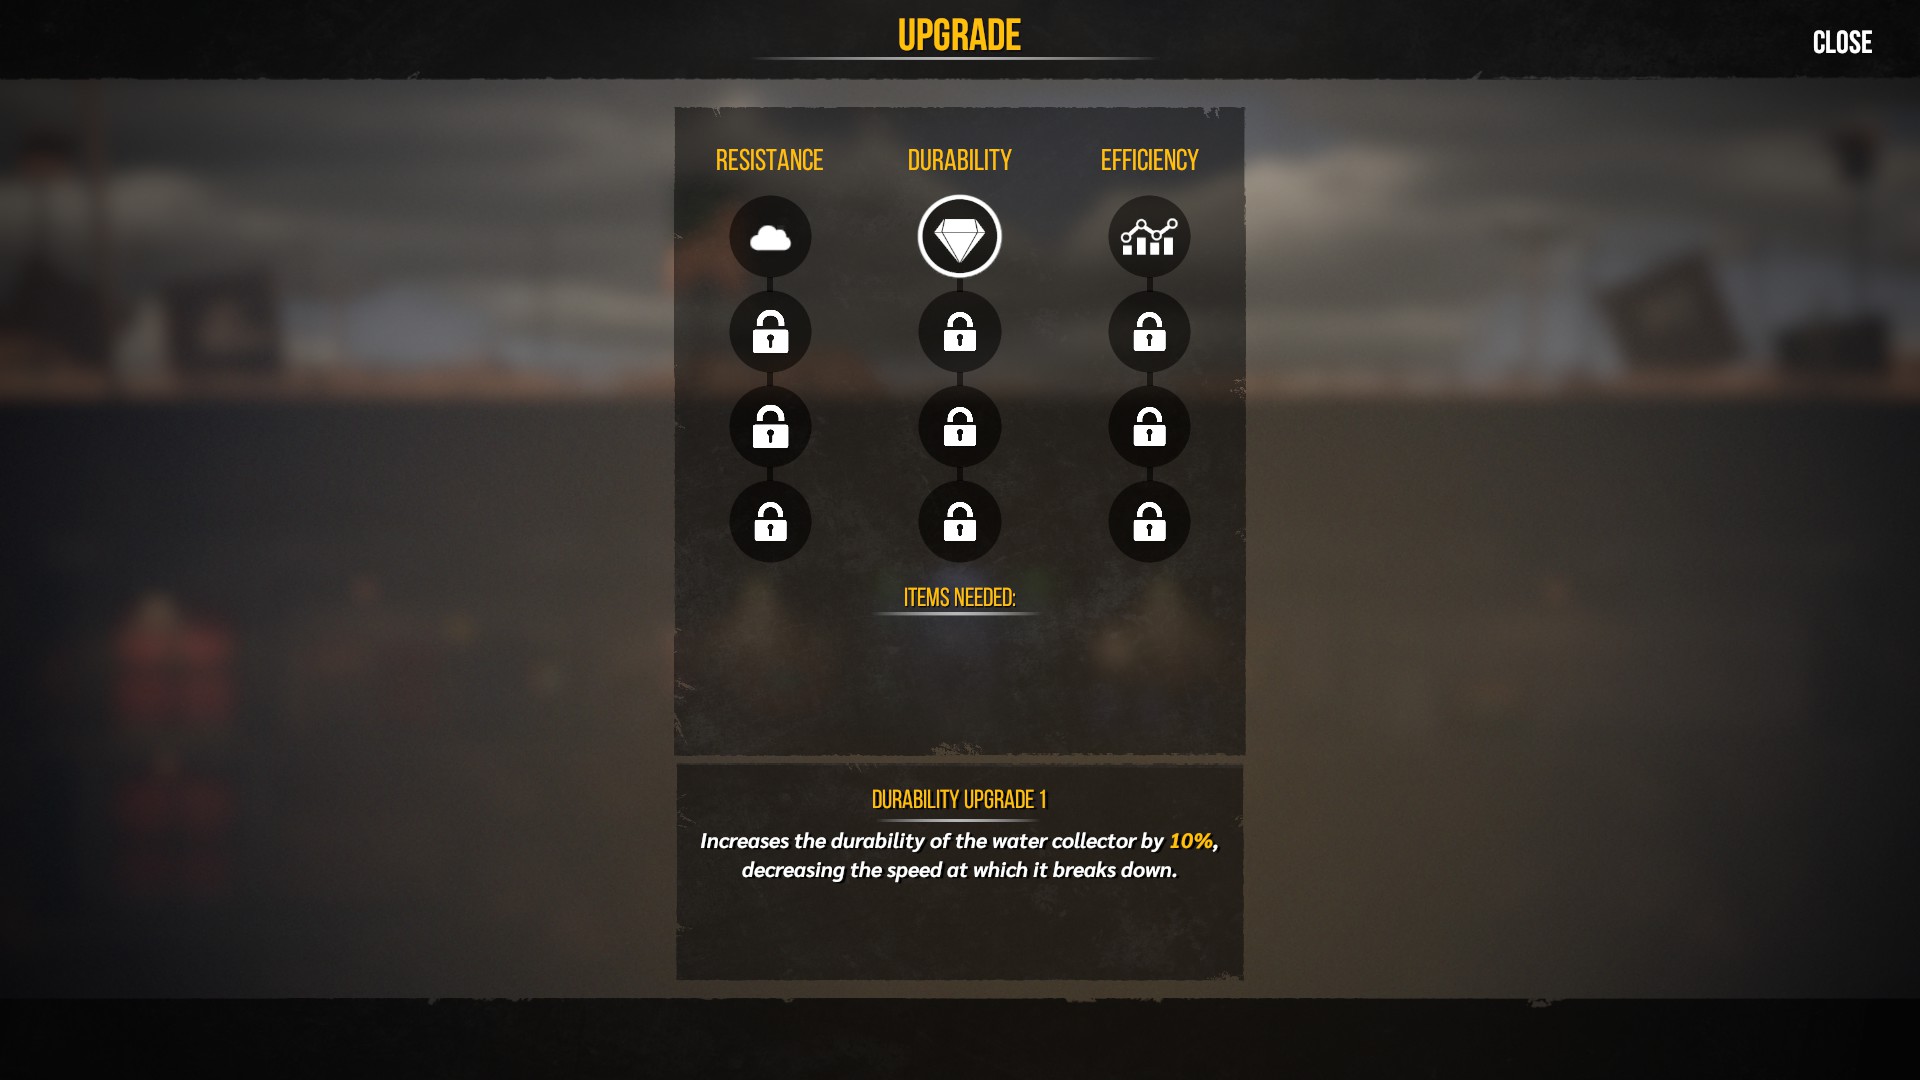 UPGRADE
CLOSE
RESISTANCE
DURABILITY
EFFICIENCY
ITEMS NEEDED:
DURABILITY UPGRADE 1
Increases the durability of the water collector by 10%,
decreasing the speed at which it breaks down.